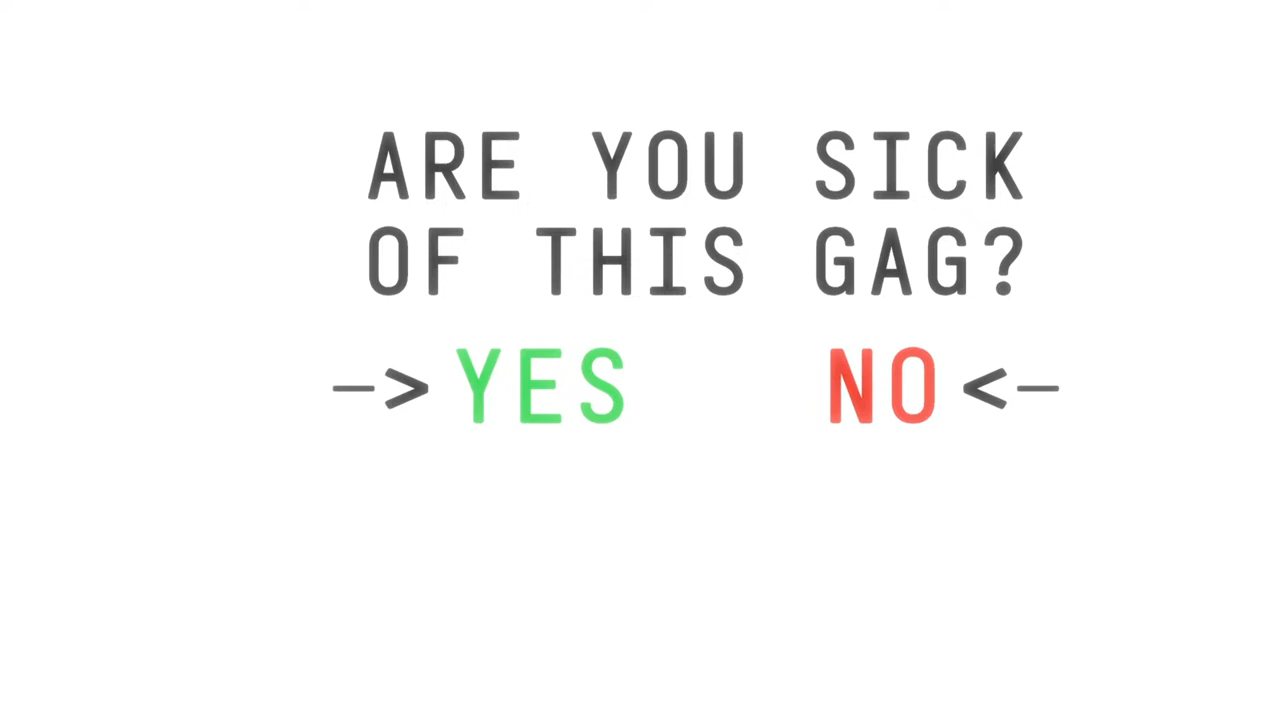 ARE YOU SICK
OF THIS GAG?
—>YES NO<—